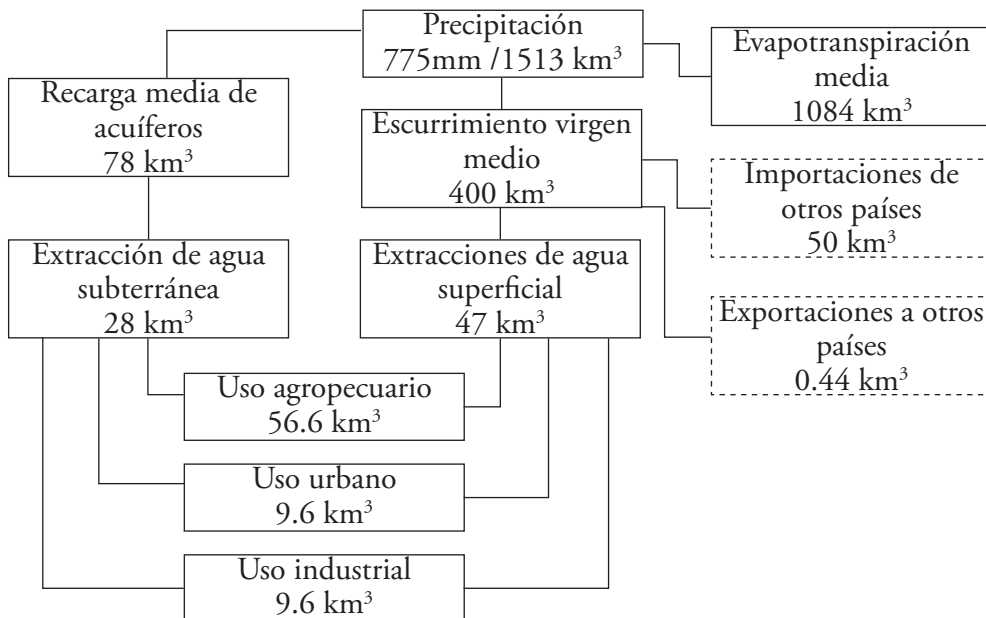 Precipitación
775mm /1513 km³
Evapotranspiración
media
1084 km³
Recarga media de
acuíferos
78 km³
Escurrimiento virgen
medio
400 km³
Importaciones de
otros países
50 km³
Extracción de agua
subterránea
28 km³
Extracciones de agua
superficial
47 km³
Exportaciones a otros
países
0.44 km³
Uso agropecuario
56.6 km³
Uso urbano
9.6 km³
Uso industrial
9.6 km³